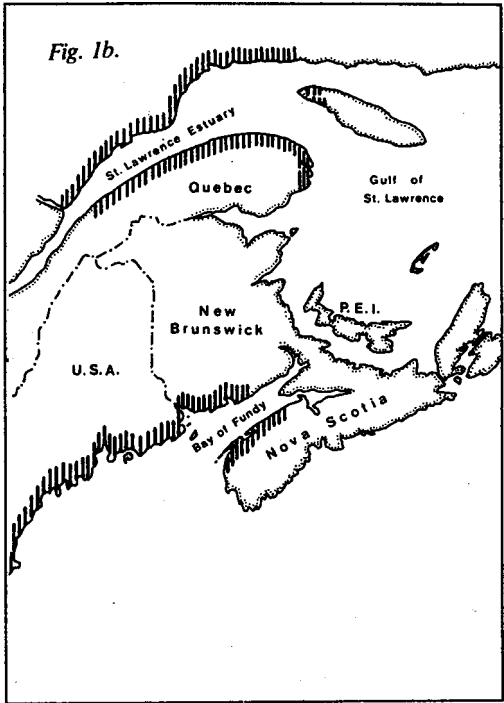 Fig. 1b.
St. Lawrence Estuary
Quebec
Gulf of
St. Lawrence
P.E.I.
New
Brunswick
U.S.A.
Bay of Fundy
Nova Scotia